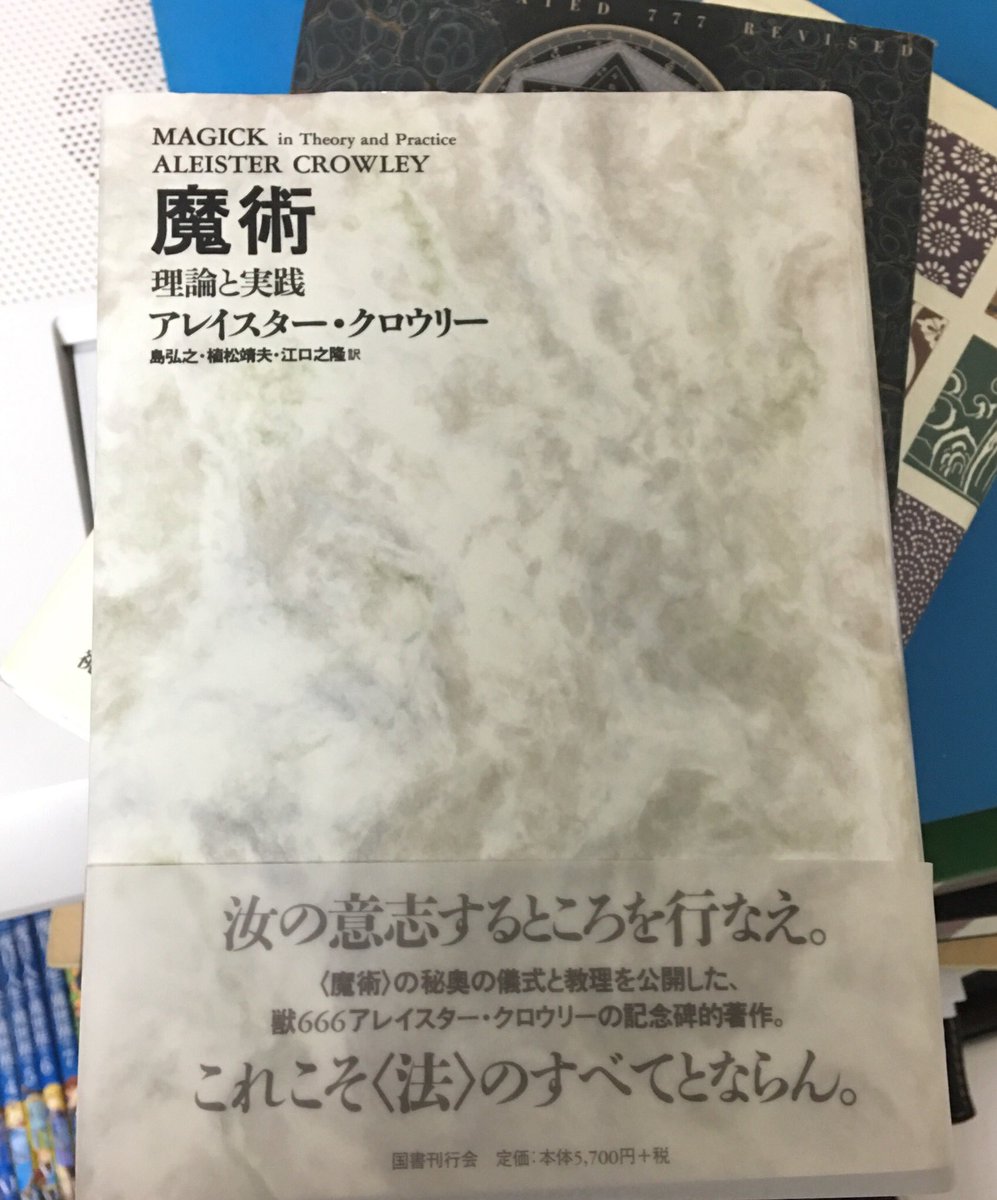 777 REVISED
MAGICK in Theory and Practice
ALEISTER CROWLEY
魔術
理論と実践
アレイスター・クロウリー
島弘之・植松靖夫・江口之隆 訳
汝の意志するところを行なえ。
〈魔術〉の秘奥の儀式と教理を公開した、
獣666アレイスター・クロウリーの記念碑的著作。
これこそ〈法〉のすべてとならん。
国書刊行会 定価：本体5,700円＋税